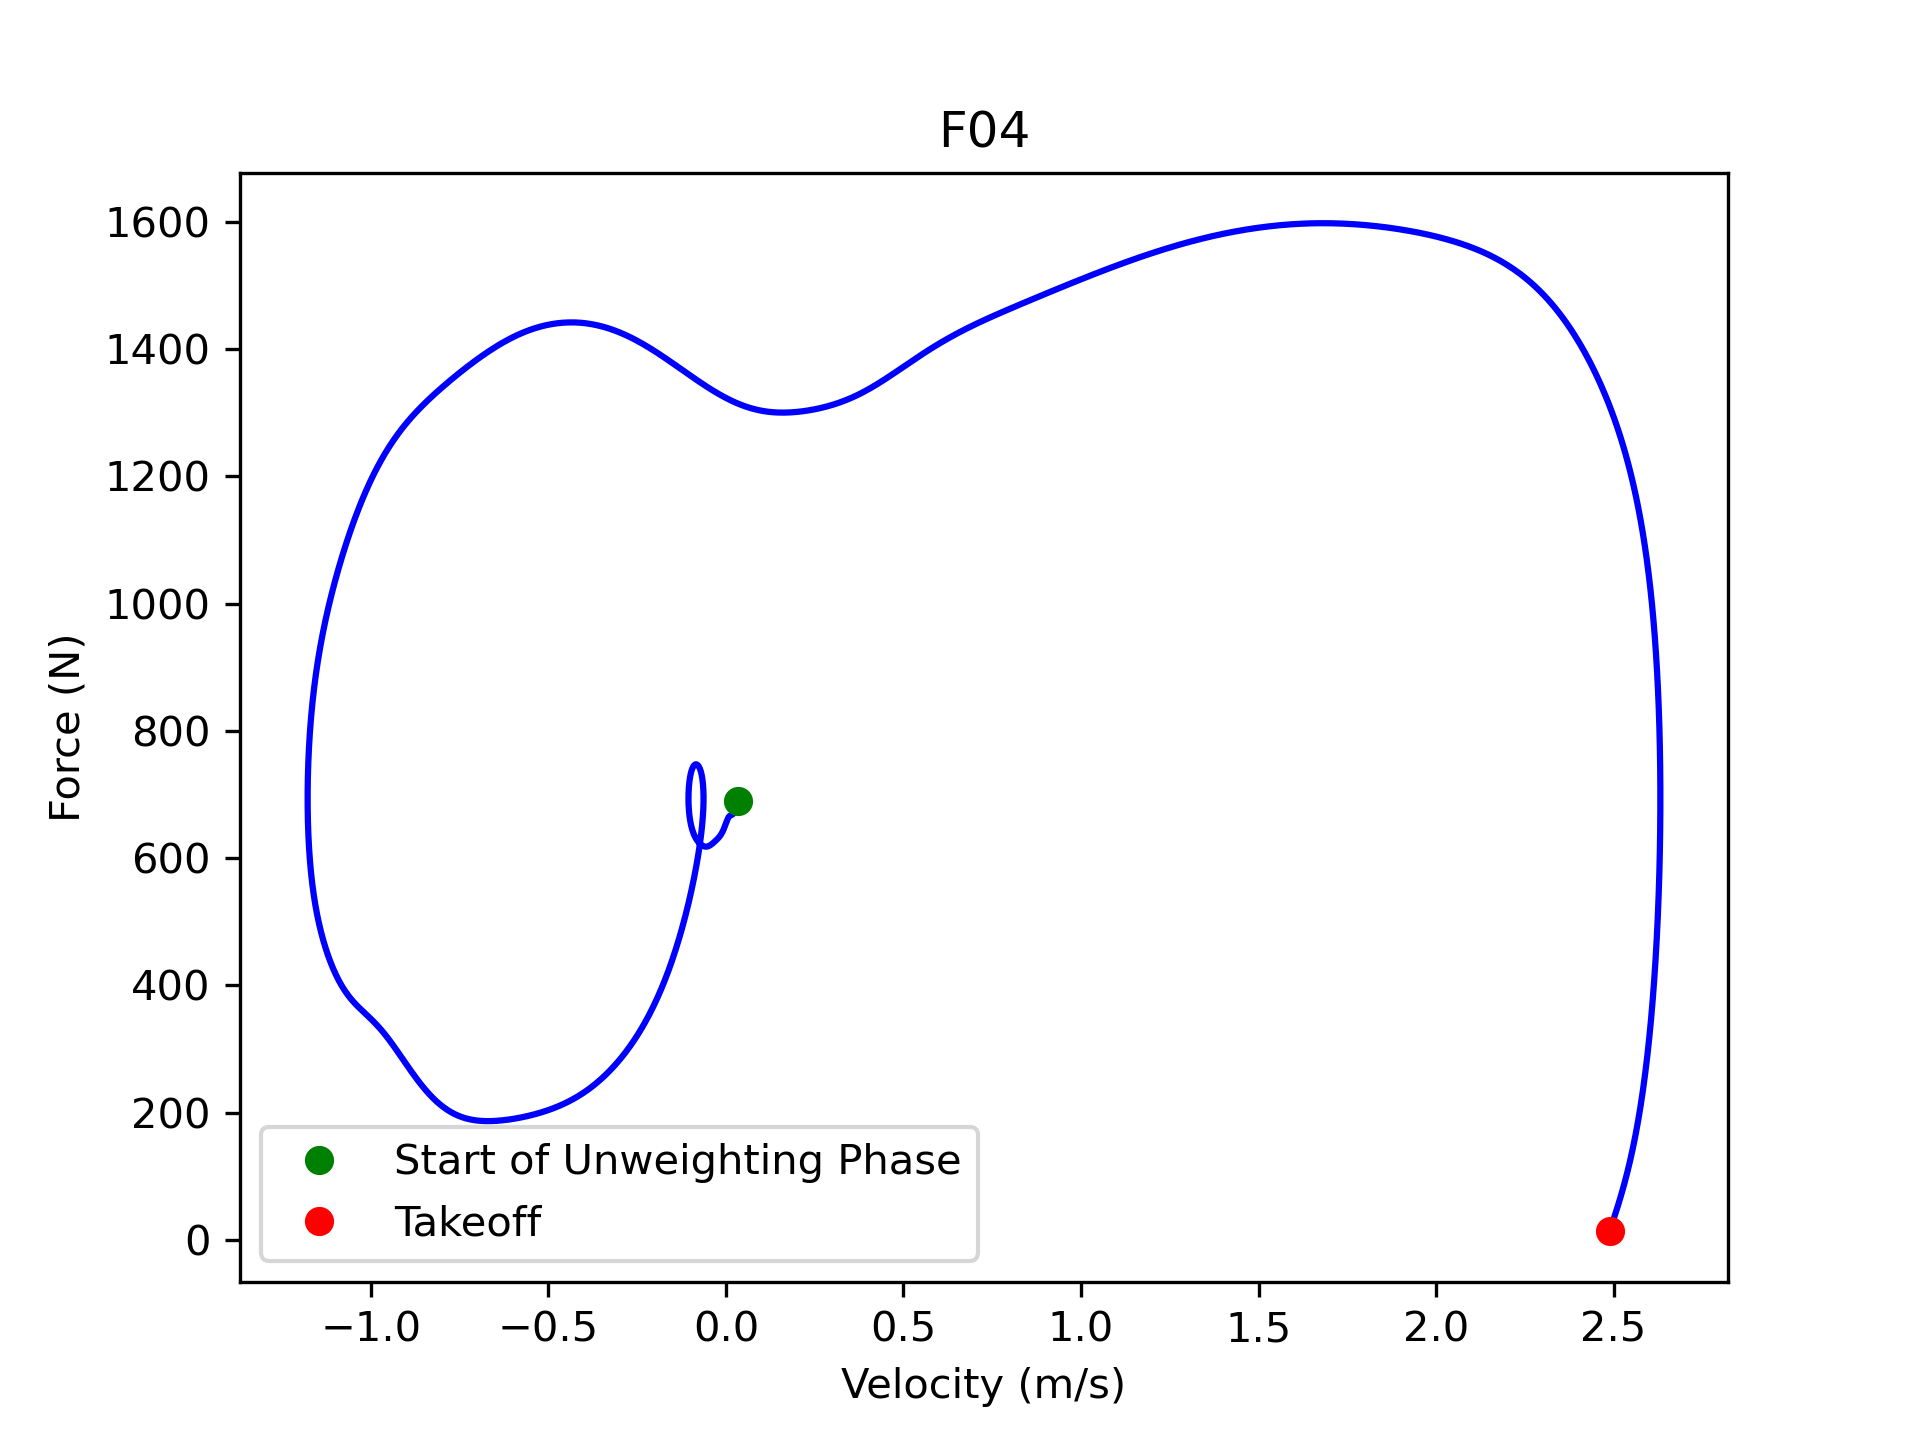 F04
1600
1400
1200
1000
800
600
400
200
0
Force (N)
Start of Unweighting Phase
Takeoff
−1.0 −0.5 0.0 0.5 1.0 1.5 2.0 2.5
Velocity (m/s)